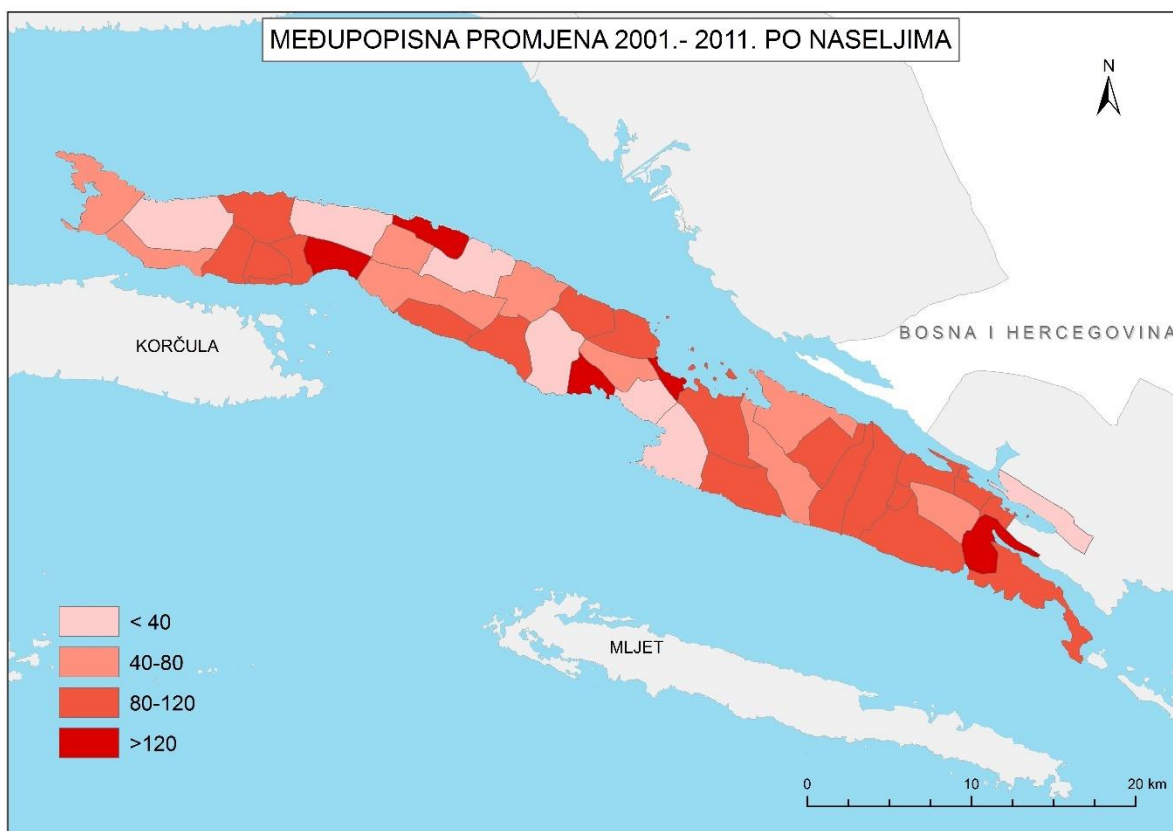 MEĐUPOPISNA PROMJENA 2001.- 2011. PO NASELJIMA
N
BOSNA I HERCEGOVINA
KORČULA
MLJET
< 40
40-80
80-120
>120
0 10 20 km